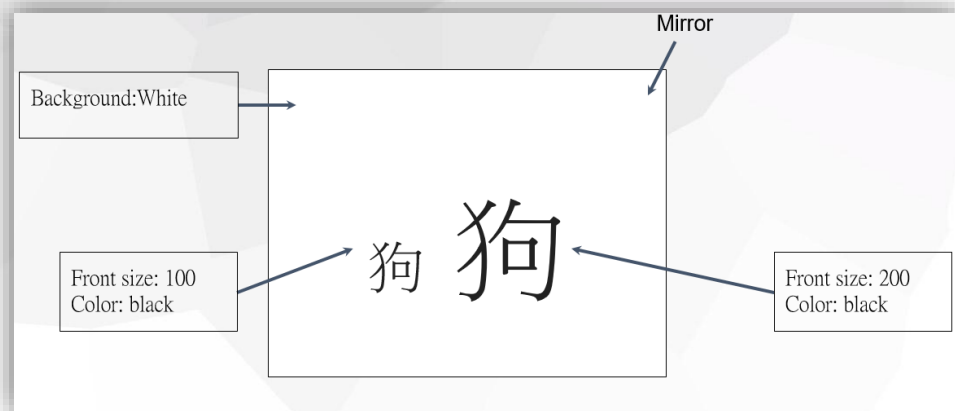 Mirror
Background:White
狗
狗
Front size: 100
Color: black
Front size: 200
Color: black